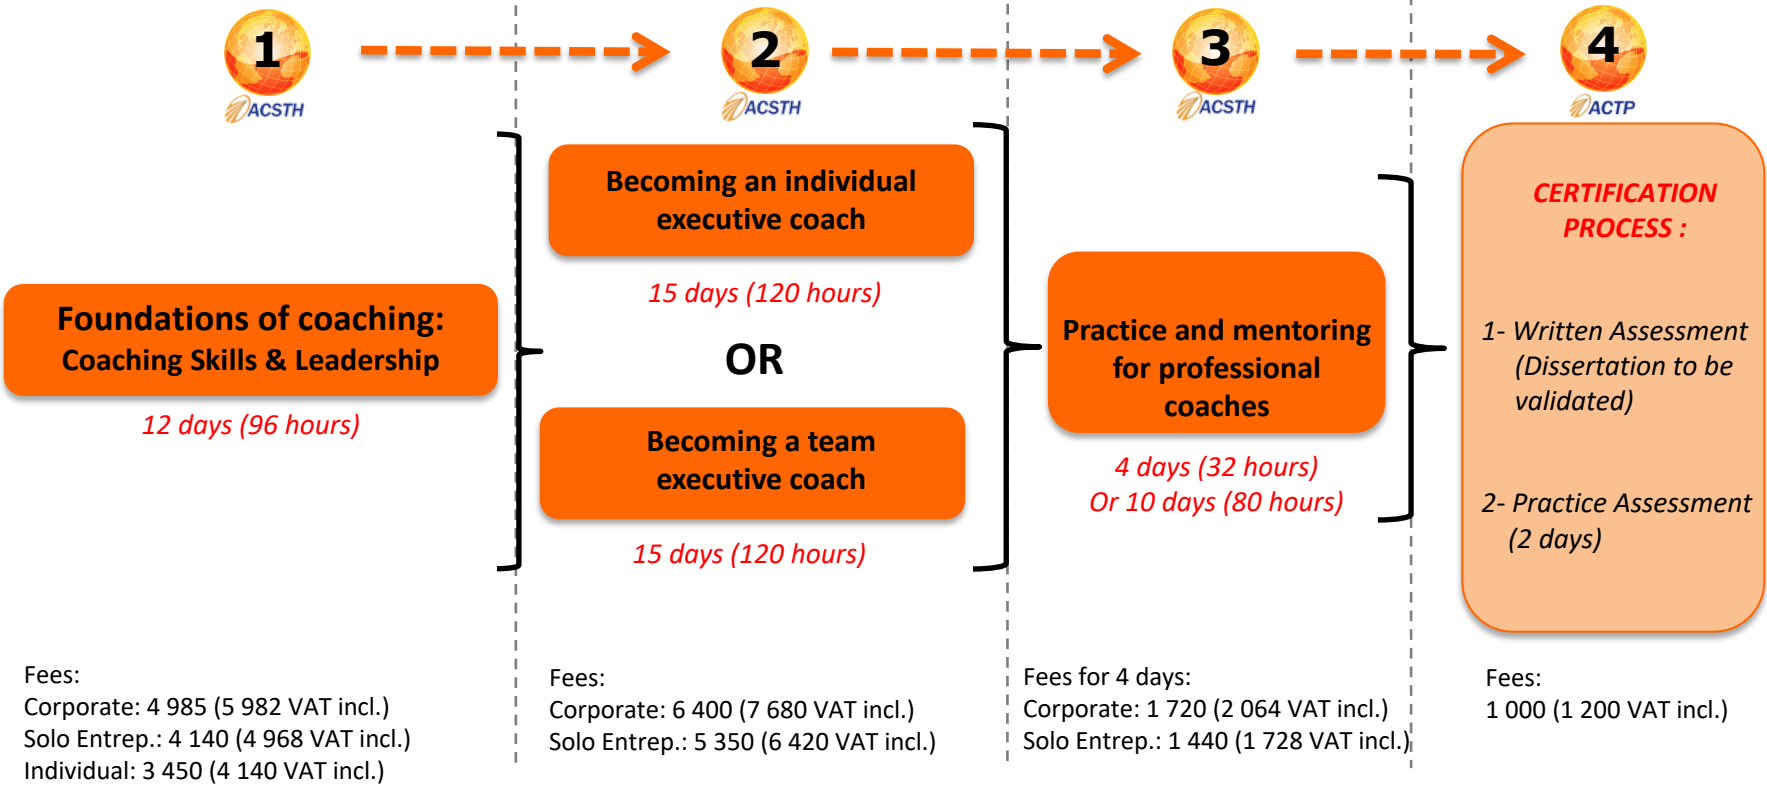 1
ACSTH
2
ACSTH
3
ACSTH
4
ACTP
Foundations of coaching:
Coaching Skills & Leadership
12 days (96 hours)
Becoming an individual
executive coach
15 days (120 hours)
OR
Becoming a team
executive coach
15 days (120 hours)
Practice and mentoring
for professional
coaches
4 days (32 hours)
Or 10 days (80 hours)
CERTIFICATION
PROCESS :
1- Written Assessment
(Dissertation to be
validated)
2- Practice Assessment
(2 days)
Fees:
Corporate: 4 985 (5 982 VAT incl.)
Solo Entrep.: 4 140 (4 968 VAT incl.)
Individual: 3 450 (4 140 VAT incl.)
Fees:
Corporate: 6 400 (7 680 VAT incl.)
Solo Entrep.: 5 350 (6 420 VAT incl.)
Fees for 4 days:
Corporate: 1 720 (2 064 VAT incl.)
Solo Entrep.: 1 440 (1 728 VAT incl.)
Fees:
1 000 (1 200 VAT incl.)